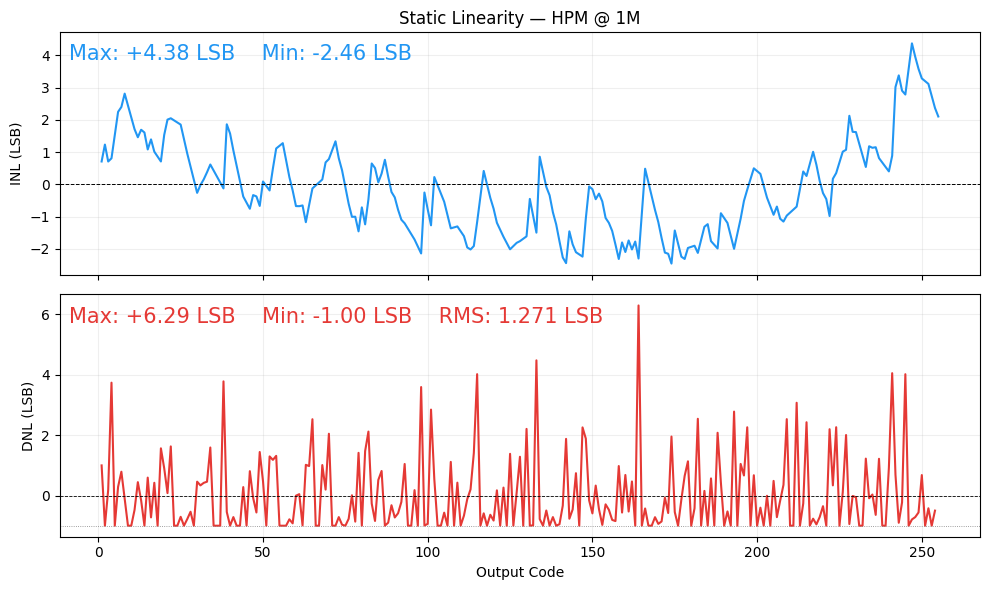 Static Linearity — HPM @ 1M
Max: +4.38 LSB Min: -2.46 LSB
INL (LSB)
4
3
2
1
0
−1
−2
Max: +6.29 LSB Min: -1.00 LSB RMS: 1.271 LSB
DNL (LSB)
6
4
2
0
0 50 100 150 200 250
Output Code